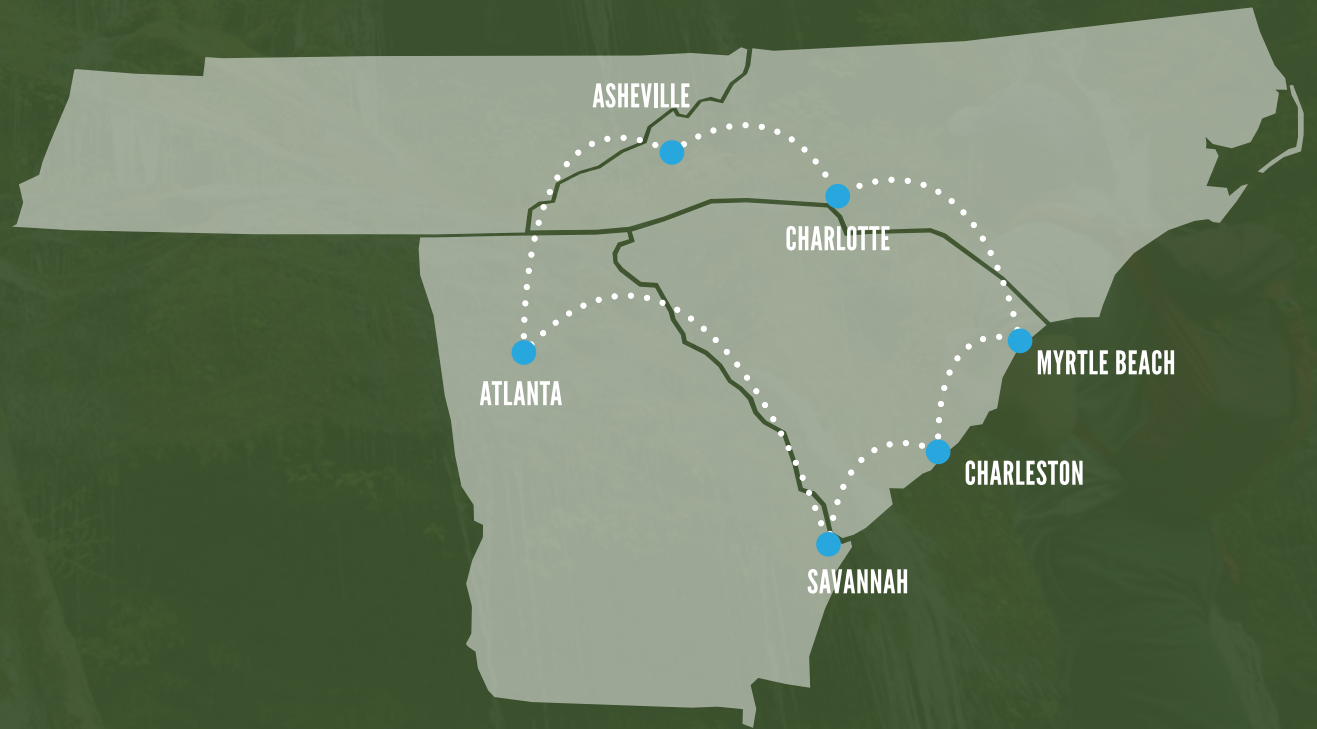 ASHEVILLE
CHARLOTTE
MYRTLE BEACH
ATLANTA
CHARLESTON
SAVANNAH